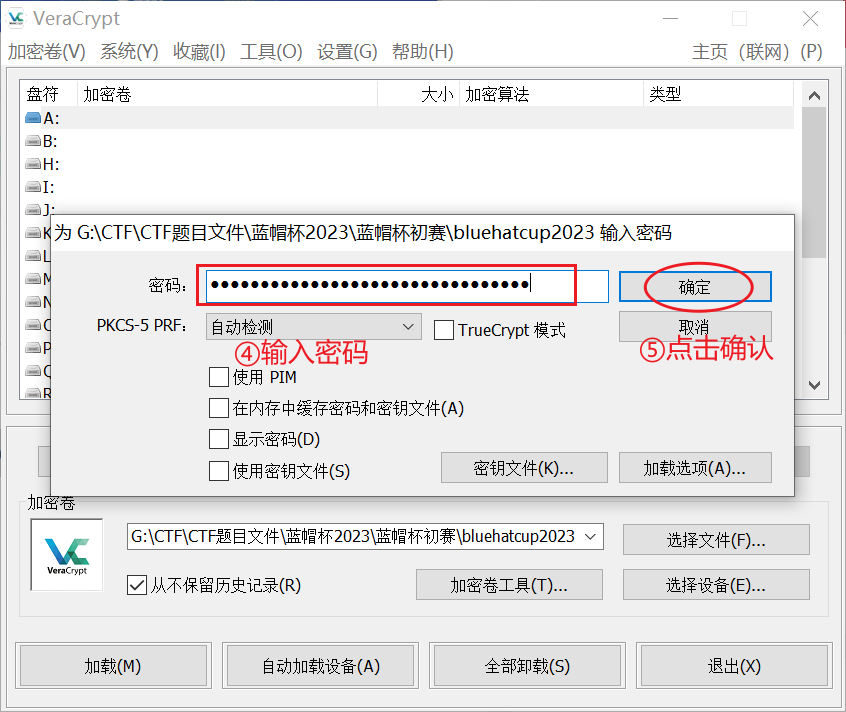 VeraCrypt
加密卷(V) 系统(Y) 收藏(I) 工具(O) 设置(G) 帮助(H) 主页 (联网) (P)
盘符 加密卷 大小 加密算法 类型
A:
B:
H:
I:
J:
K
L
M
N
O
P
Q
R
为 G:\CTF\CTF题目文件\蓝帽杯2023\蓝帽杯初赛\bluehatcup2023 输入密码
密码: ●●●●●●●●●●●●●●●●●●●●●●●●●●●●●●●● 确定
PKCS-5 PRF: 自动检测 TrueCrypt 模式 取消
④输入密码 ⑤点击确认
使用 PIM
在内存中缓存密码和密钥文件(A)
显示密码(D)
使用密钥文件(S) 密钥文件(K)... 加载选项(A)...
加密卷
VeraCrypt
G:\CTF\CTF题目文件\蓝帽杯2023\蓝帽杯初赛\bluehatcup2023 选择文件(F)...
从不保留历史记录(R) 加密卷工具(T)... 选择设备(E)...
加载(M) 自动加载设备(A) 全部卸载(S) 退出(X)